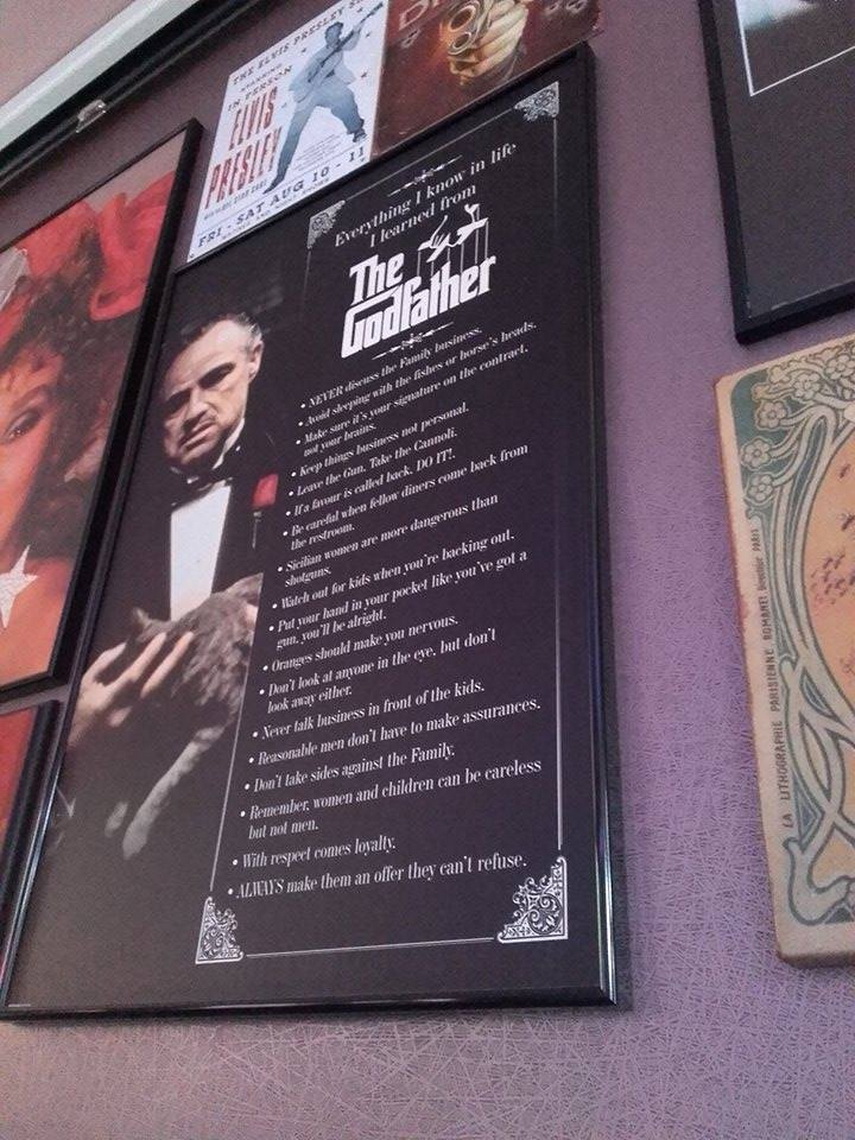 THE ELVIS PRESLEY
STARRING
IN PERSON
ELVIS
PRESLEY
FRI - SAT AUG 10 - 11
Everything I know in life
I learned from
The
Godfather
• NEVER discuss the Family business.
• Avoid sleeping with the fishes or horse's heads.
• Make sure it's your signature on the contract,
not your brains.
• Keep things business not personal.
• Leave the Gun. Take the Cannoli.
• If a favour is called back, DO IT!.
• Be careful when fellow diners come back from
the restroom.
• Sicilian women are more dangerous than
shotguns.
• Watch out for kids when you're backing out.
• Put your hand in your pocket like you've got a
gun, you'll be alright.
• Oranges should make you nervous.
• Don't look at anyone in the eye, but don't
look away either.
• Never talk business in front of the kids.
• Reasonable men don't have to make assurances.
• Don't take sides against the Family.
• Remember, women and children can be careless
but not men.
• With respect comes loyalty.
• ALWAYS make them an offer they can't refuse.
LA LITHOGRAPHIE PARISIENNE ROMANET PARIS